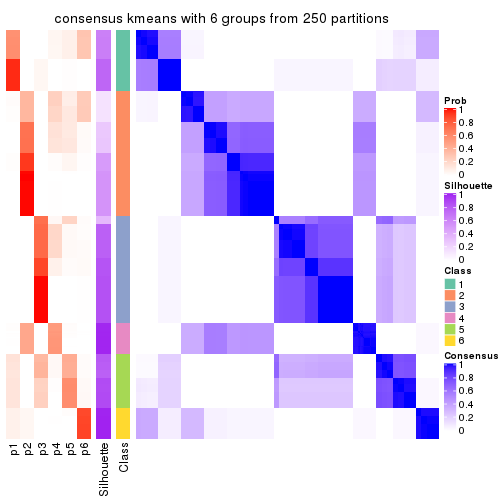 consensus kmeans with 6 groups from 250 partitions
Prob
1
0.8
0.6
0.4
0.2
0
Silhouette
1
0.8
0.6
0.4
0.2
0
Class
1
2
3
4
5
6
Consensus
1
0.8
0.6
0.4
0.2
0
p1
p2
p3
p4
p5
p6
Silhouette
Class